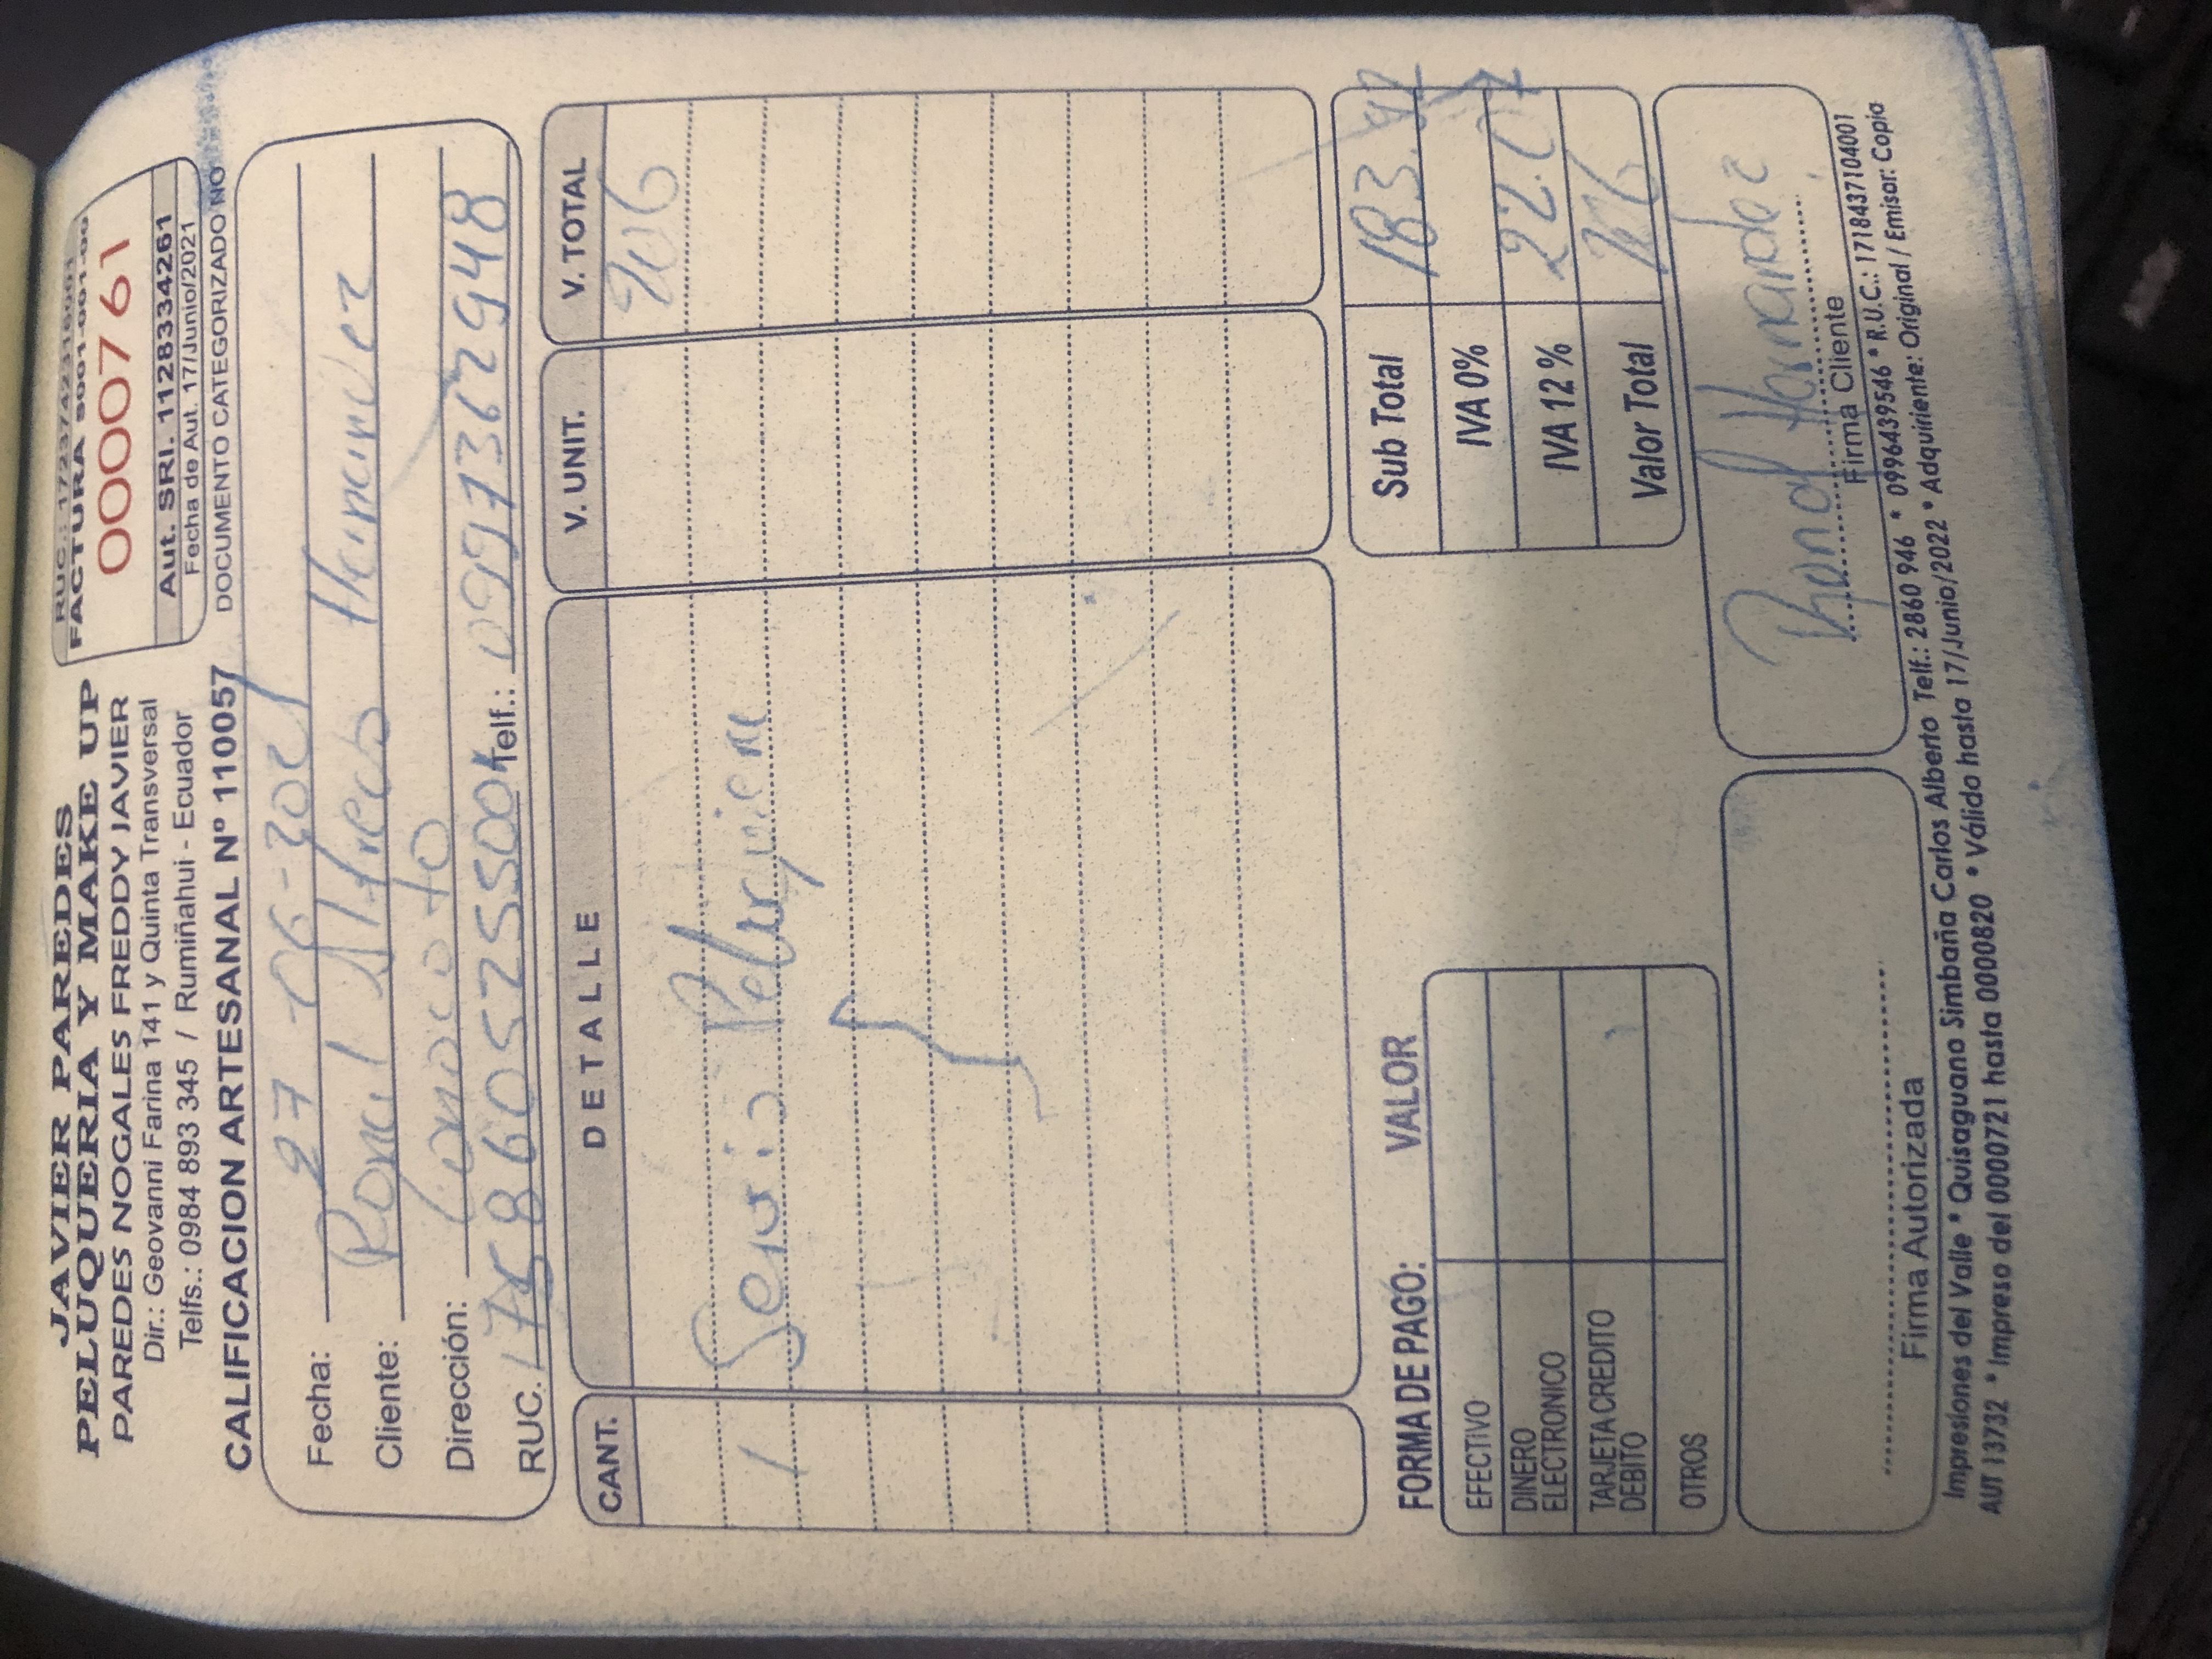 JAVIER PAREDES
PELUQUERIA Y MAKE UP
PAREDES NOGALES FREDDY JAVIER
Dir.: Geovanni Farina 141 y Quinta Transversal
Telfs.: 0984 893 345 / Rumiñahui - Ecuador
CALIFICACION ARTESANAL Nº 110057
RUC.: 1723742316001
FACTURA S001-001-00
0000761
Aut. SRI. 1128334261
Fecha de Aut. 17/Junio/2021
DOCUMENTO CATEGORIZADO NO
Fecha: 27-06-2021
Cliente: Ronal Alfredo Hernandez
Dirección: Conocoto
RUC. 1758605255001 Telf.: 0997362948
CANT. DETALLE V. UNIT. V. TOTAL
206
1 Servio Peluquiera
Sub Total 183.92
IVA 0%
IVA 12% 22.07
Valor Total 206
FORMA DE PAGO: VALOR
EFECTIVO
DINERO
ELECTRONICO
TARJETA CREDITO
DEBITO
OTROS
Ronal Hernandez
Firma Autorizada
Firma Cliente
Impresiones del Valle * Quisaguano Simbaña Carlos Alberto Telf.: 2860 946 * 0996439546 * R.U.C.: 1718437104001
AUT 13732 * Impreso del 0000721 hasta 0000820 * Válido hasta 17/Junio/2022 * Adquiriente: Original / Emisor: Copia